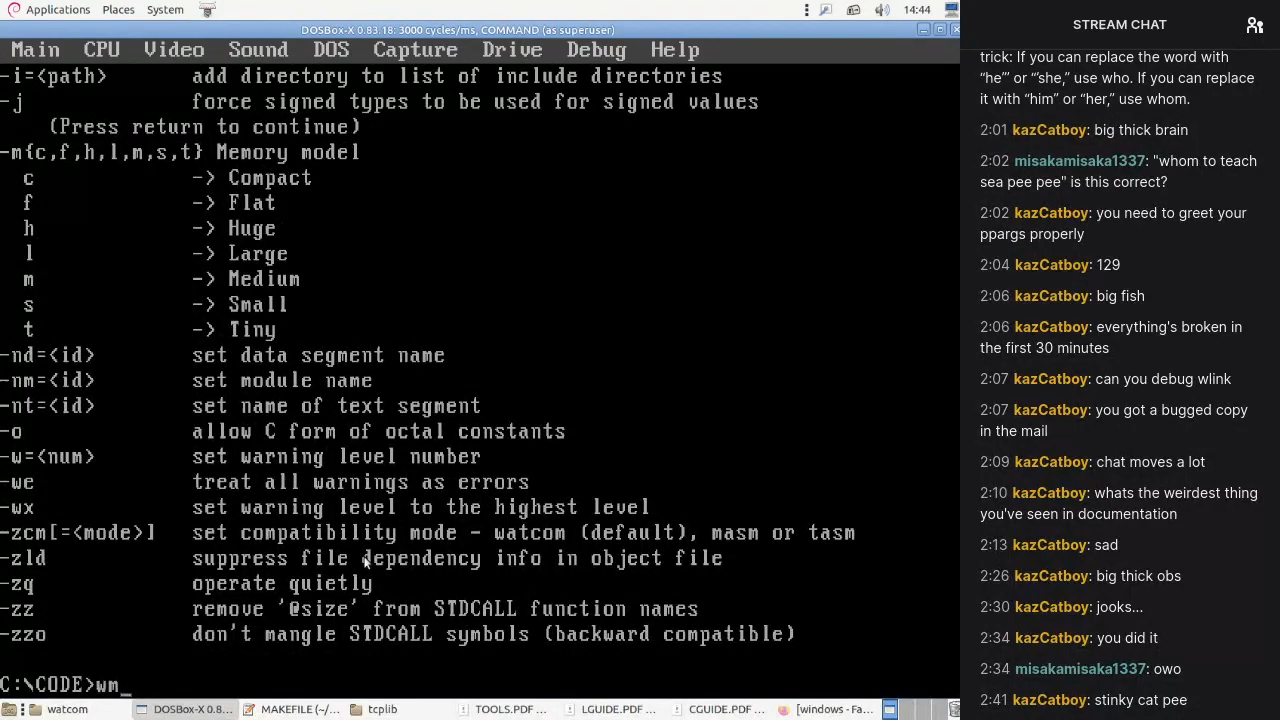 Applications Places System 14:44
DOSBox-X 0.83.18: 3000 cycles/ms, COMMAND (as superuser)
Main CPU Video Sound DOS Capture Drive Debug Help
-i=<path> add directory to list of include directories
-j force signed types to be used for signed values
(Press return to continue)
-m{c,f,h,l,m,s,t} Memory model
c -> Compact
f -> Flat
h -> Huge
l -> Large
m -> Medium
s -> Small
t -> Tiny
-nd=<id> set data segment name
-nm=<id> set module name
-nt=<id> set name of text segment
-o allow C form of octal constants
-w=<num> set warning level number
-we treat all warnings as errors
-wx set warning level to the highest level
-zcm[=<mode>] set compatibility mode - watcom (default), masm or tasm
-zld suppress file dependency info in object file
-zq operate quietly
-zz remove '@size' from STDCALL function names
-zzo don't mangle STDCALL symbols (backward compatible)
C:\CODE>wm_
watcom DOSBox-X 0.8... MAKEFILE (~/... tcplib TOOLS.PDF ... LGUIDE.PDF ... CGUIDE.PDF ... [windows - Fa...
STREAM CHAT
trick: If you can replace the word with
“he”’ or “’she,” use who. If you can replace
it with “him” or “her,” use whom.
2:01 kazCatboy: big thick brain
2:02 misakamisaka1337: "whom to teach
sea pee pee" is this correct?
2:02 kazCatboy: you need to greet your
ppargs properly
2:04 kazCatboy: 129
2:06 kazCatboy: big fish
2:06 kazCatboy: everything's broken in
the first 30 minutes
2:07 kazCatboy: can you debug wlink
2:07 kazCatboy: you got a bugged copy
in the mail
2:09 kazCatboy: chat moves a lot
2:10 kazCatboy: whats the weirdest thing
you've seen in documentation
2:13 kazCatboy: sad
2:26 kazCatboy: big thick obs
2:30 kazCatboy: jooks...
2:34 kazCatboy: you did it
2:34 misakamisaka1337: owo
2:41 kazCatboy: stinky cat pee